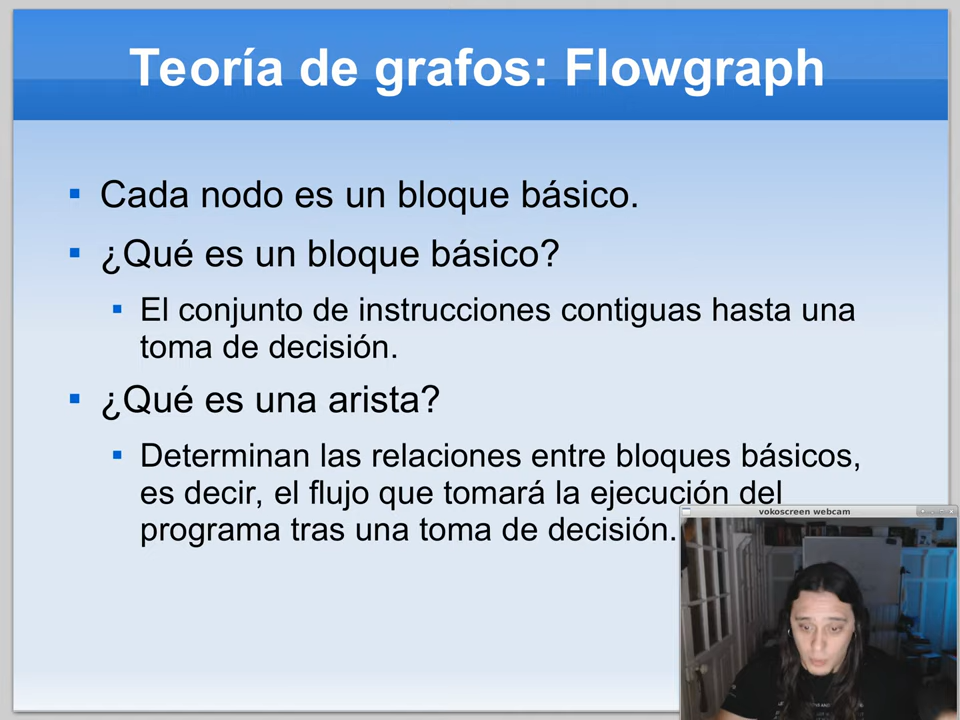 Teoría de grafos: Flowgraph
Cada nodo es un bloque básico.
¿Qué es un bloque básico?
El conjunto de instrucciones contiguas hasta una
toma de decisión.
¿Qué es una arista?
Determinan las relaciones entre bloques básicos,
es decir, el flujo que tomará la ejecución del
programa tras una toma de decisión.
vokoscreen webcam